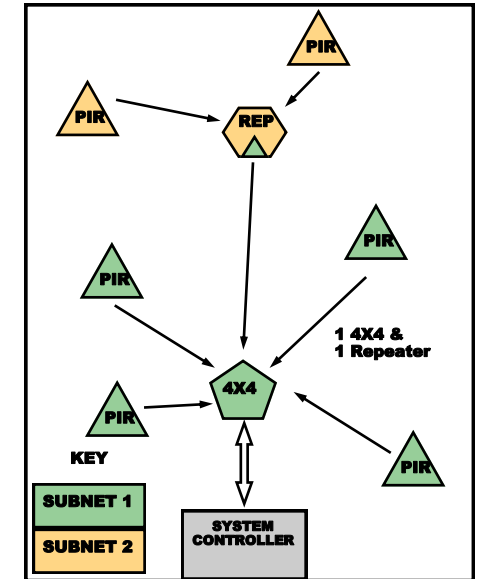 PIR
PIR
REP
PIR
PIR
1 4X4 &
1 Repeater
4X4
PIR
KEY
PIR
SUBNET 1
SUBNET 2
SYSTEM
CONTROLLER